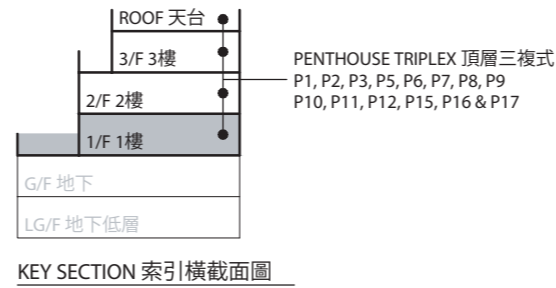 ROOF 天台
3/F 3樓
PENTHOUSE TRIPLEX 頂層三複式
P1, P2, P3, P5, P6, P7, P8, P9
P10, P11, P12, P15, P16 & P17
2/F 2樓
1/F 1樓
G/F 地下
LG/F 地下低層
KEY SECTION 索引橫截面圖